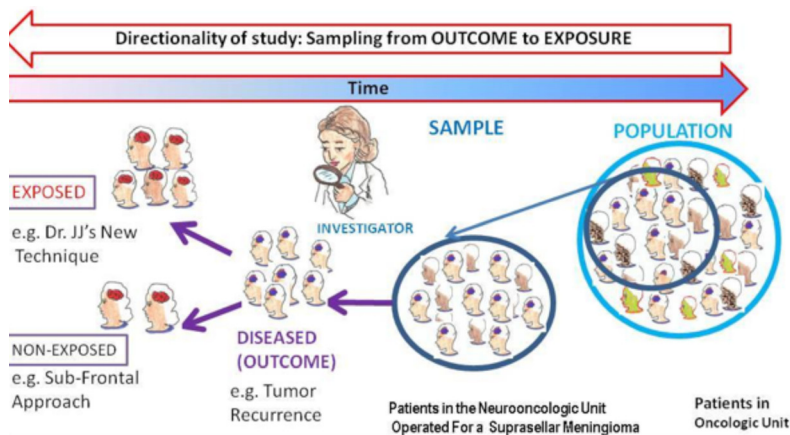 Directionality of study: Sampling from OUTCOME to EXPOSURE
Time
SAMPLE
POPULATION
EXPOSED
e.g. Dr. JJ's New
Technique
INVESTIGATOR
NON-EXPOSED
e.g. Sub-Frontal
Approach
DISEASED
(OUTCOME)
e.g. Tumor
Recurrence
Patients in the Neurooncologic Unit
Operated For a Suprasellar Meningioma
Patients in
Oncologic Unit